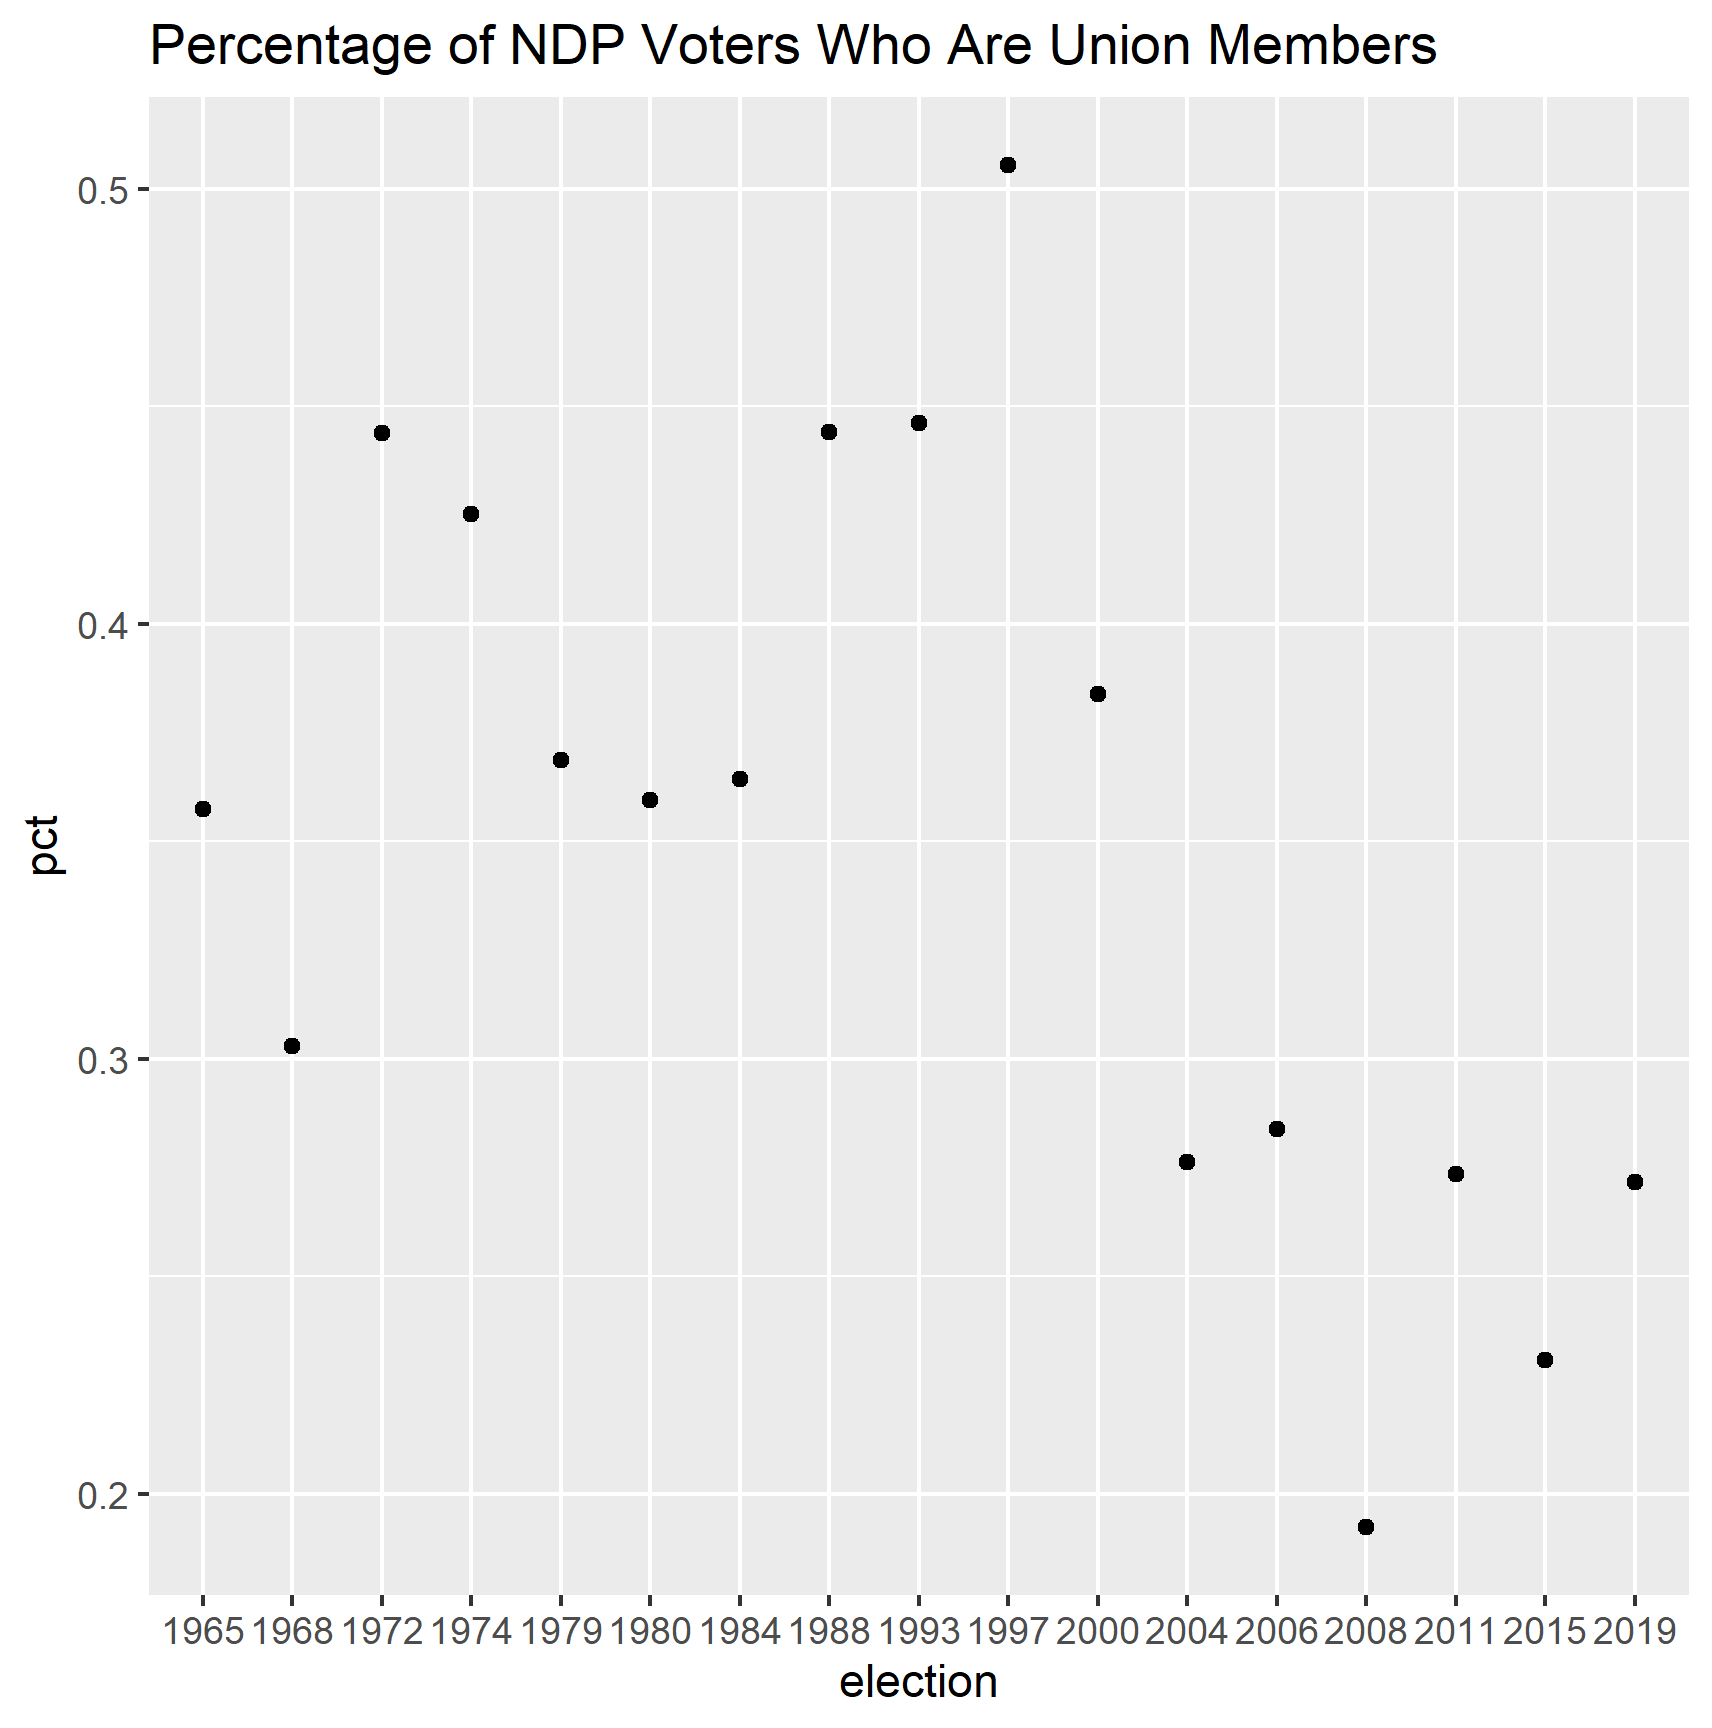 Percentage of NDP Voters Who Are Union Members
0.5
0.4
0.3
0.2
pct
1965 1968 1972 1974 1979 1980 1984 1988 1993 1997 2000 2004 2006 2008 2011 2015 2019
election